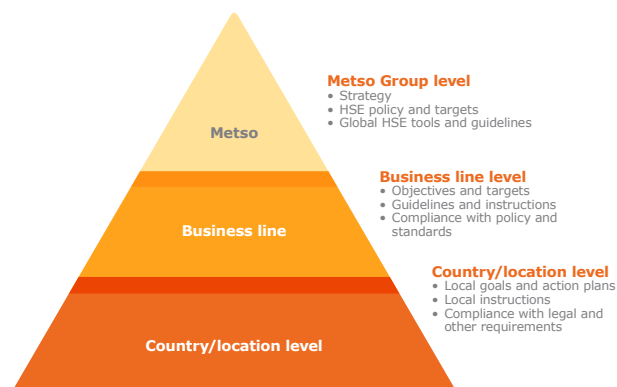 Metso Group level
• Strategy
• HSE policy and targets
• Global HSE tools and guidelines
Metso
Business line level
• Objectives and targets
• Guidelines and instructions
• Compliance with policy and
standards
Business line
Country/location level
• Local goals and action plans
• Local instructions
• Compliance with legal and
other requirements
Country/location level